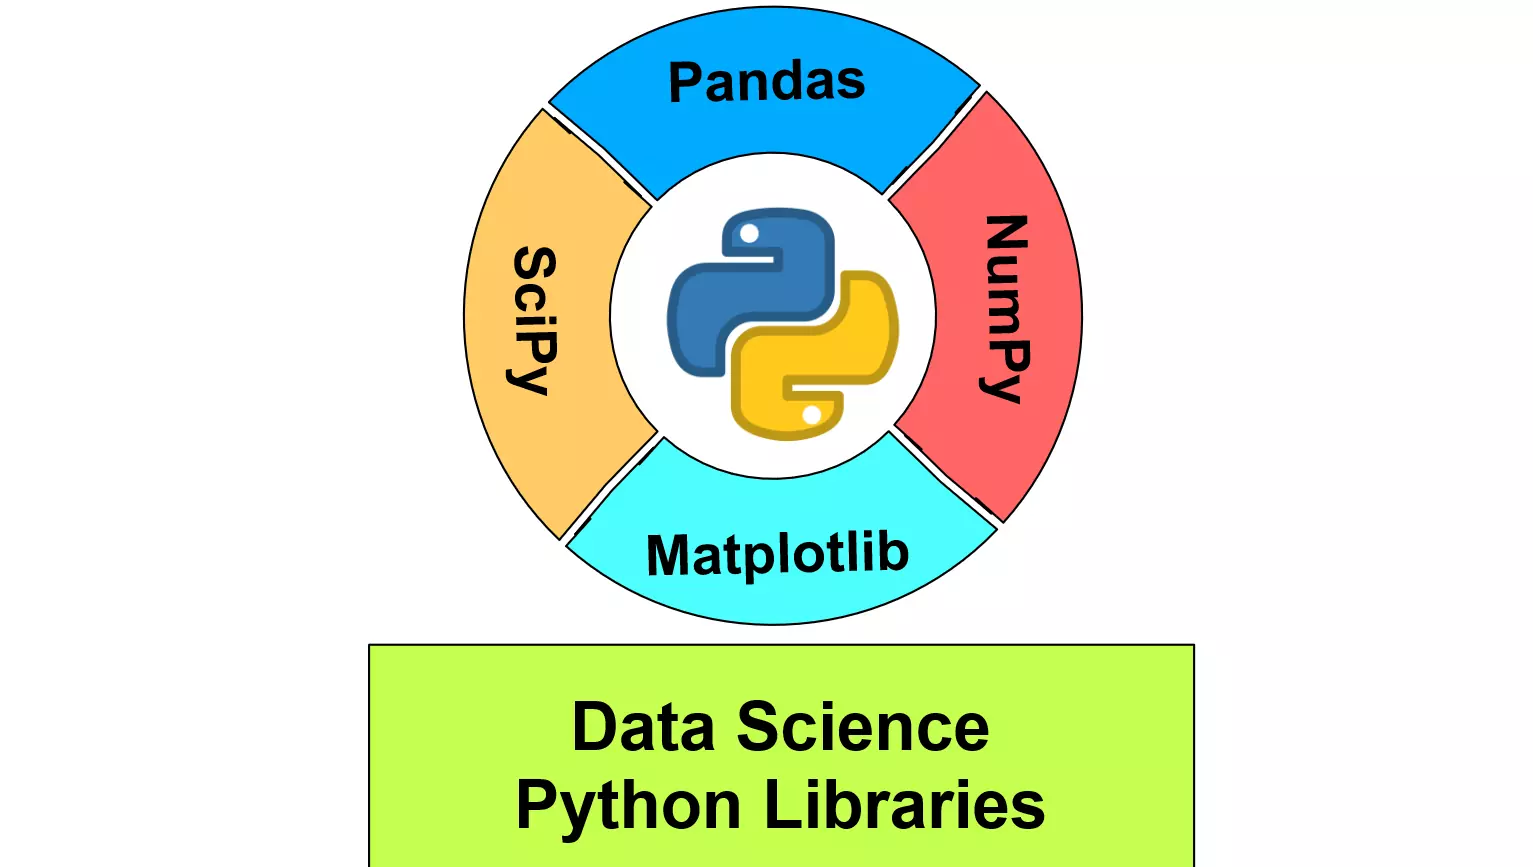 Pandas
NumPy
SciPy
Matplotlib
Data Science
Python Libraries